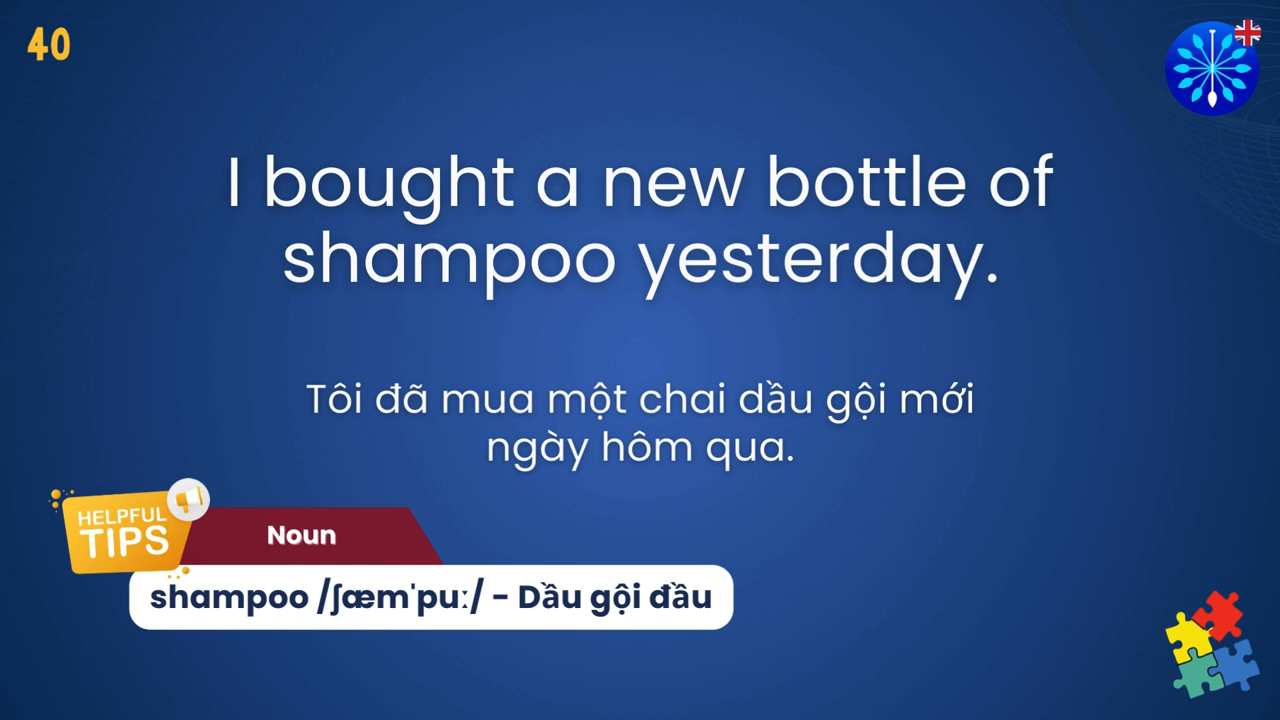 40
I bought a new bottle of
shampoo yesterday.
Tôi đã mua một chai dầu gội mới
ngày hôm qua.
HELPFUL
TIPS
Noun
shampoo /ʃæmˈpuː/ - Dầu gội đầu